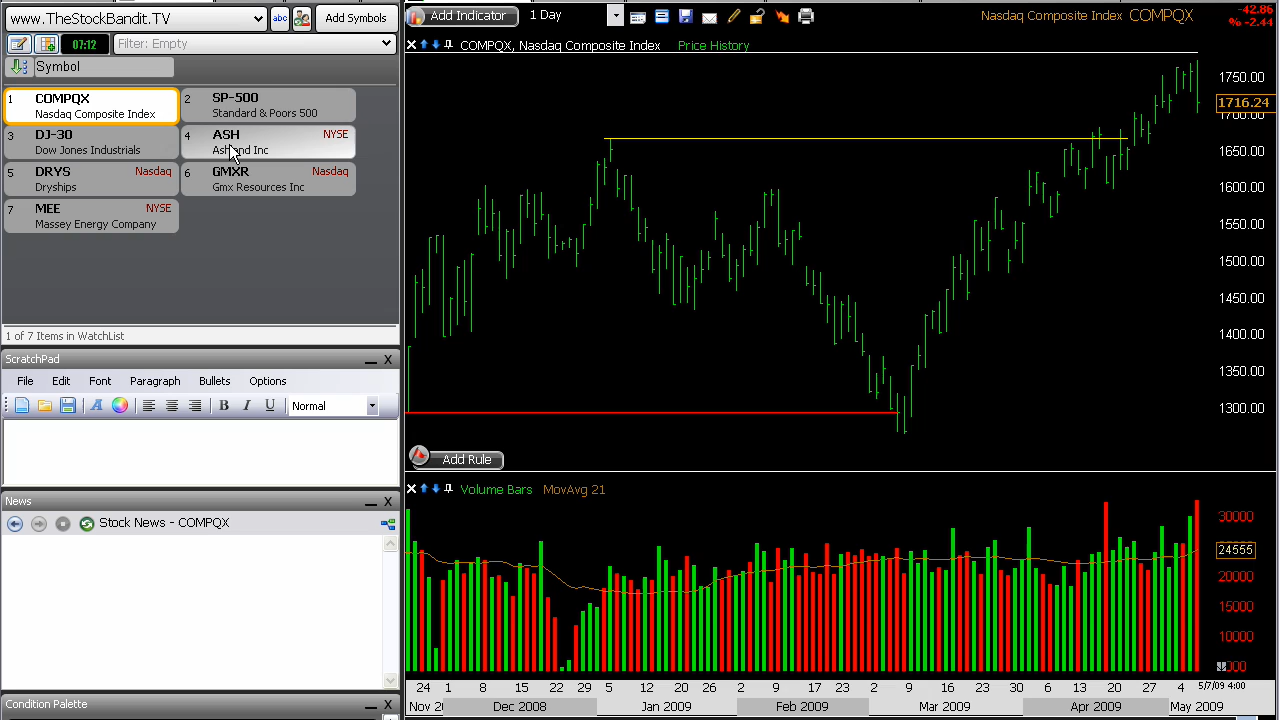 www.TheStockBandit.TV
abc
Add Symbols
07:12
Filter: Empty
Symbol
1 COMPQX
Nasdaq Composite Index
2 SP-500
Standard & Poors 500
3 DJ-30
Dow Jones Industrials
4 ASH NYSE
Inc
5 DRYS Nasdaq
Dryships
6 GMXR Nasdaq
Gmx Resources Inc
7 MEE NYSE
Massey Energy Company
1 of 7 Items in WatchList
ScratchPad
X
File Edit Font Paragraph Bullets Options
A B I U Normal
News
X
Stock News - COMPQX
Condition Palette
X
Add Indicator
1 Day
Nasdaq Composite Index COMPQX
-42.86
% -2.44
COMPQX, Nasdaq Composite Index Price History
1750.00
1716.24
1650.00
1600.00
1550.00
1500.00
1450.00
1400.00
1350.00
1300.00
Add Rule
Volume Bars MovAvg 21
30000
24555
20000
15000
10000
24 1 8 15 22 29 5 12 20 26 2 9 17 23 2 9 16 23 30 6 13 20 27 4 5/7/09 4:00
Nov 2 Dec 2008 Jan 2009 Feb 2009 Mar 2009 Apr 2009 May 2009